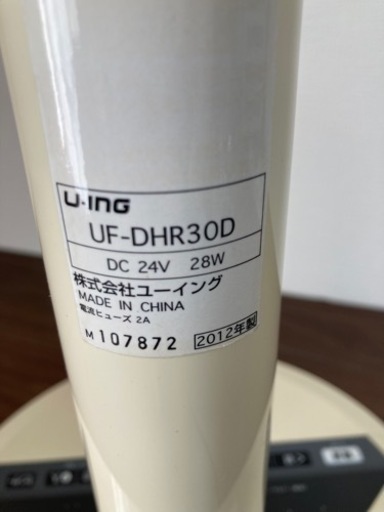 U-ING
UF-DHR30D
DC 24V 28W
株式会社ユーイング
MADE IN CHINA
電流ヒューズ 2A
M 107872 2012年製